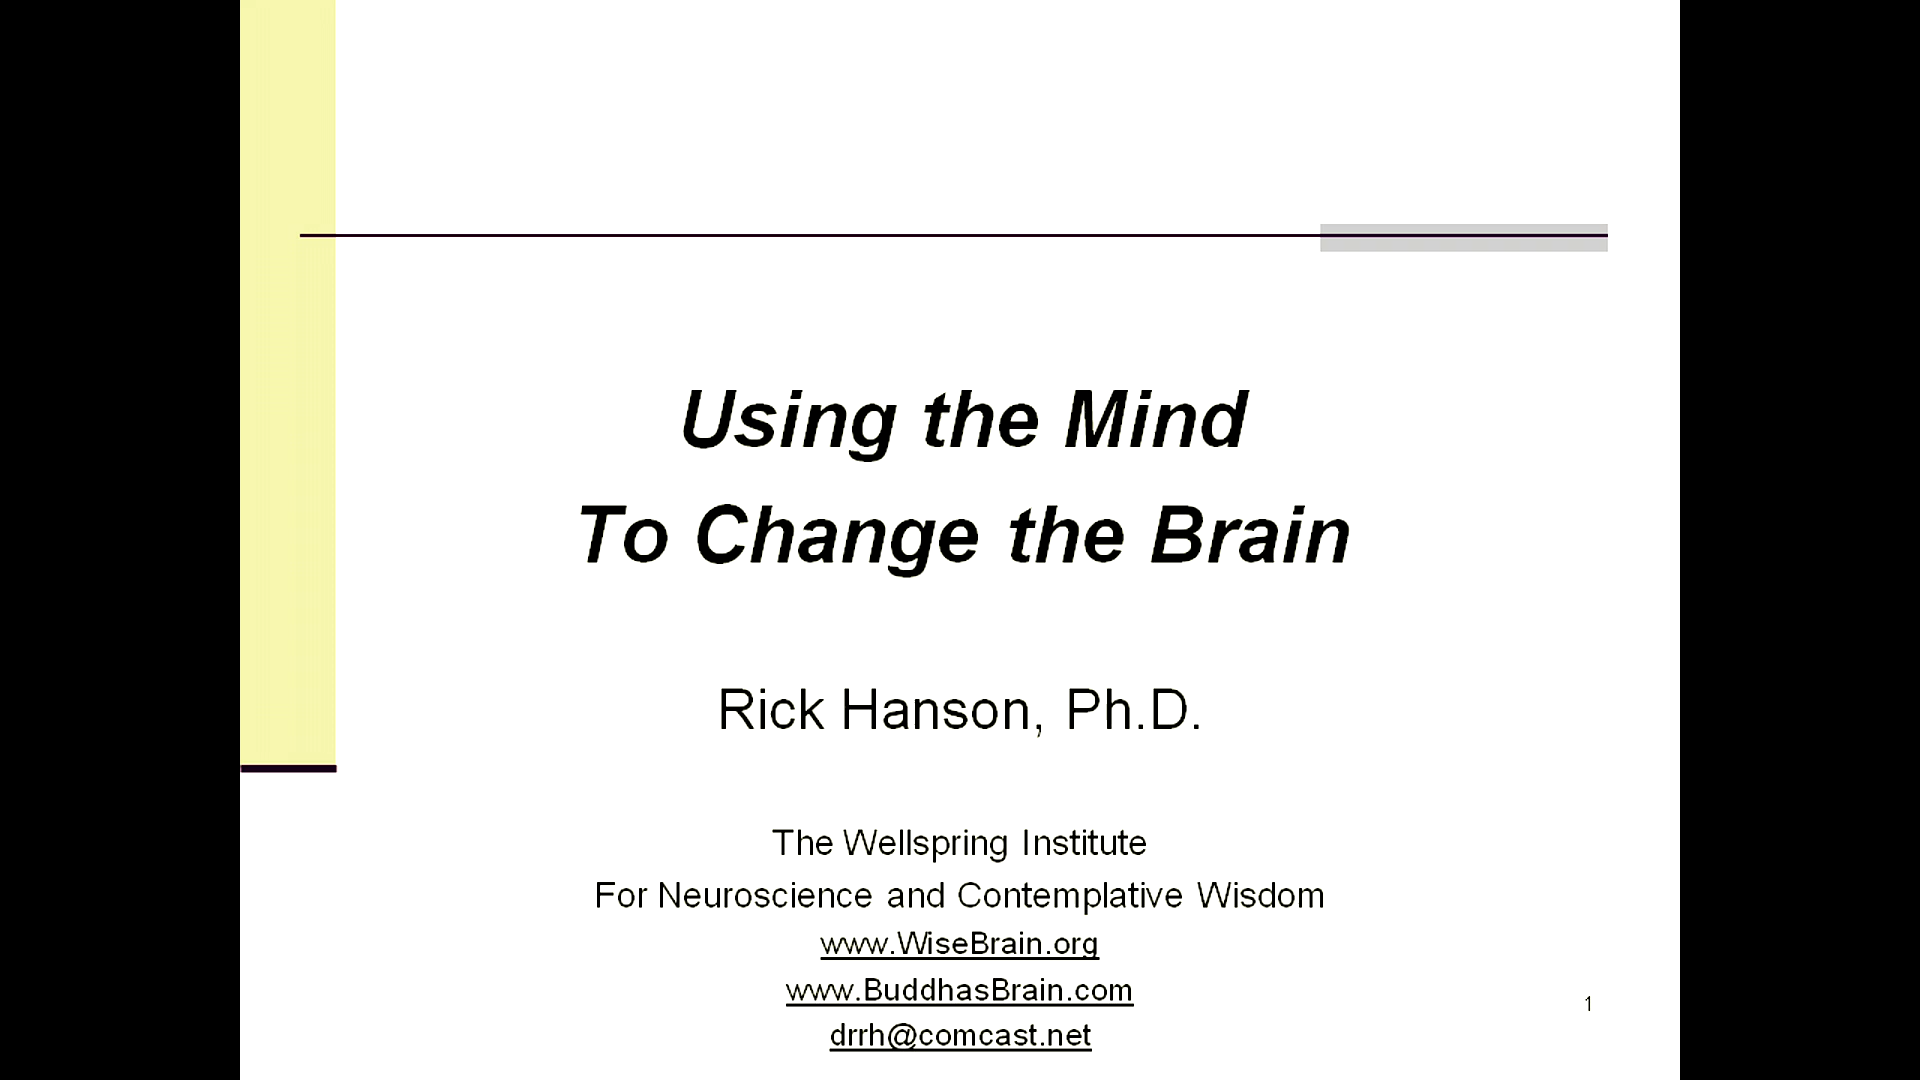 Using the Mind
To Change the Brain
Rick Hanson, Ph.D.
The Wellspring Institute
For Neuroscience and Contemplative Wisdom
www.WiseBrain.org
www.BuddhasBrain.com
drrh@comcast.net
1